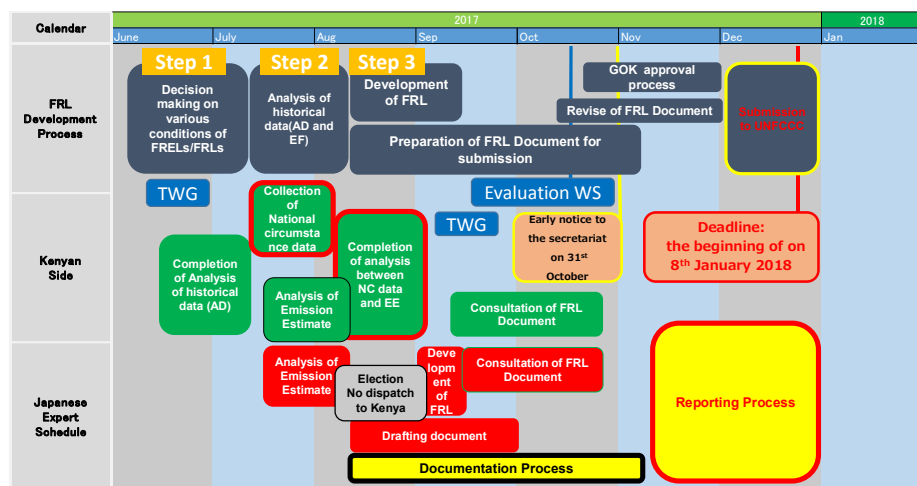 Calendar
2017
2018
June
July
Aug
Sep
Oct
Nov
Dec
Jan
FRL
Development
Process
Step 1
Decision
making on
various
conditions of
FRELs/FRLs
Step 2
Analysis of
historical
data(AD and
EF)
Step 3
Development
of FRL
GOK approval
process
Revise of FRL Document
Preparation of FRL Document for
submission
Submission
to UNFCCC
TWG
Evaluation WS
TWG
Kenyan
Side
Collection
of
National
circumsta
nce data
Completion of Analysis
of historical
data (AD)
Completion
of analysis
between
NC data
and EE
Analysis of
Emission
Estimate
Early notice to
the secretariat
on 31st
October
Deadline:
the beginning of on
8th January 2018
Consultation of FRL
Document
Japanese
Expert
Schedule
Analysis of
Emission
Estimate
Election
No dispatch
to Kenya
Deve
lopm
ent
of FRL
Consultation of FRL
Document
Drafting document
Documentation Process
Reporting Process